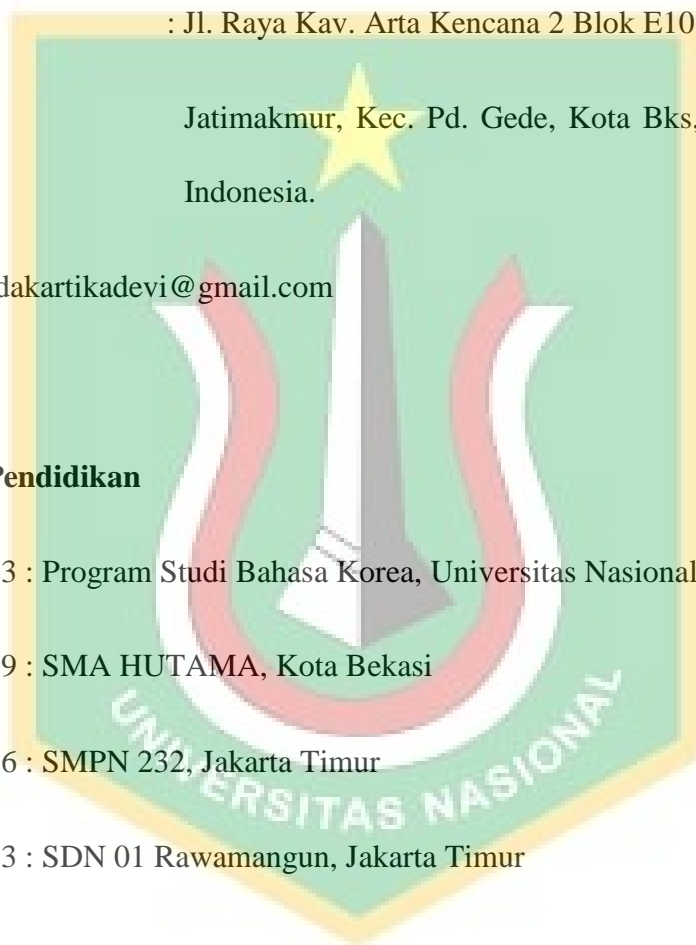 : Jl. Raya Kav. Arta Kencana 2 Blok E10
Jatimakmur, Kec. Pd. Gede, Kota Bks,
Indonesia.
dakartikadevi@gmail.com
Pendidikan
3 : Program Studi Bahasa Korea, Universitas Nasional
9 : SMA HUTAMA, Kota Bekasi
6 : SMPN 232, Jakarta Timur
3 : SDN 01 Rawamangun, Jakarta Timur
UNIVERSITAS NASIONAL